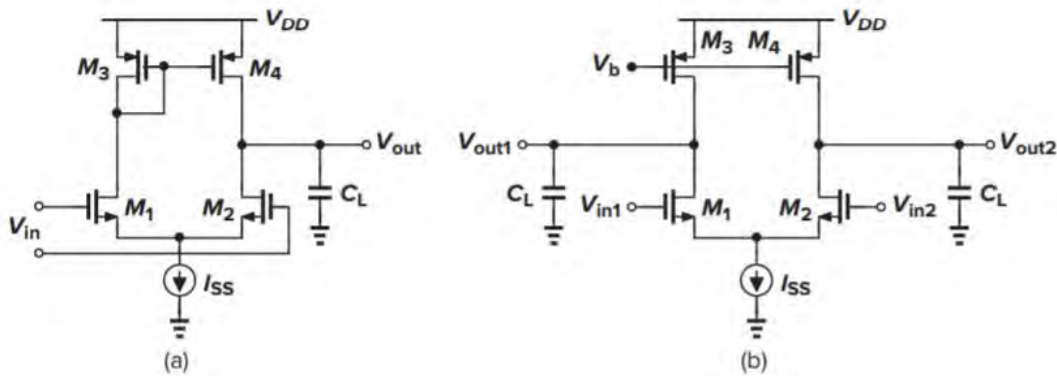 V_DD
M_3
M_4
V_out
M_1
M_2
C_L
V_in
I_SS
(a)
V_DD
M_3
M_4
V_b
V_out1
V_out2
C_L
V_in1
M_1
M_2
V_in2
C_L
I_SS
(b)